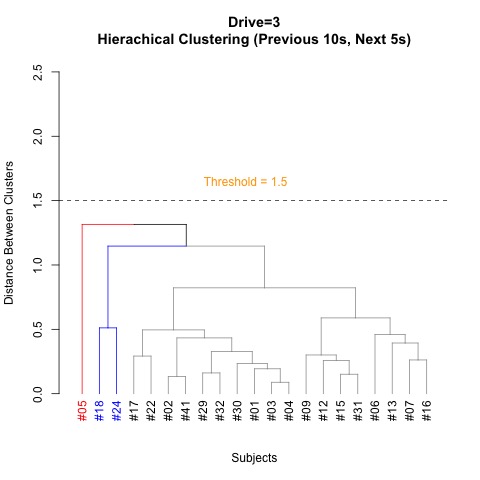 Drive=3
Hierachical Clustering (Previous 10s, Next 5s)
Distance Between Clusters
2.5
2.0
1.5
1.0
0.5
0.0
Threshold = 1.5
#05 #18 #24 #17 #22 #02 #41 #29 #32 #30 #01 #03 #04 #09 #12 #15 #31 #06 #13 #07 #16
Subjects